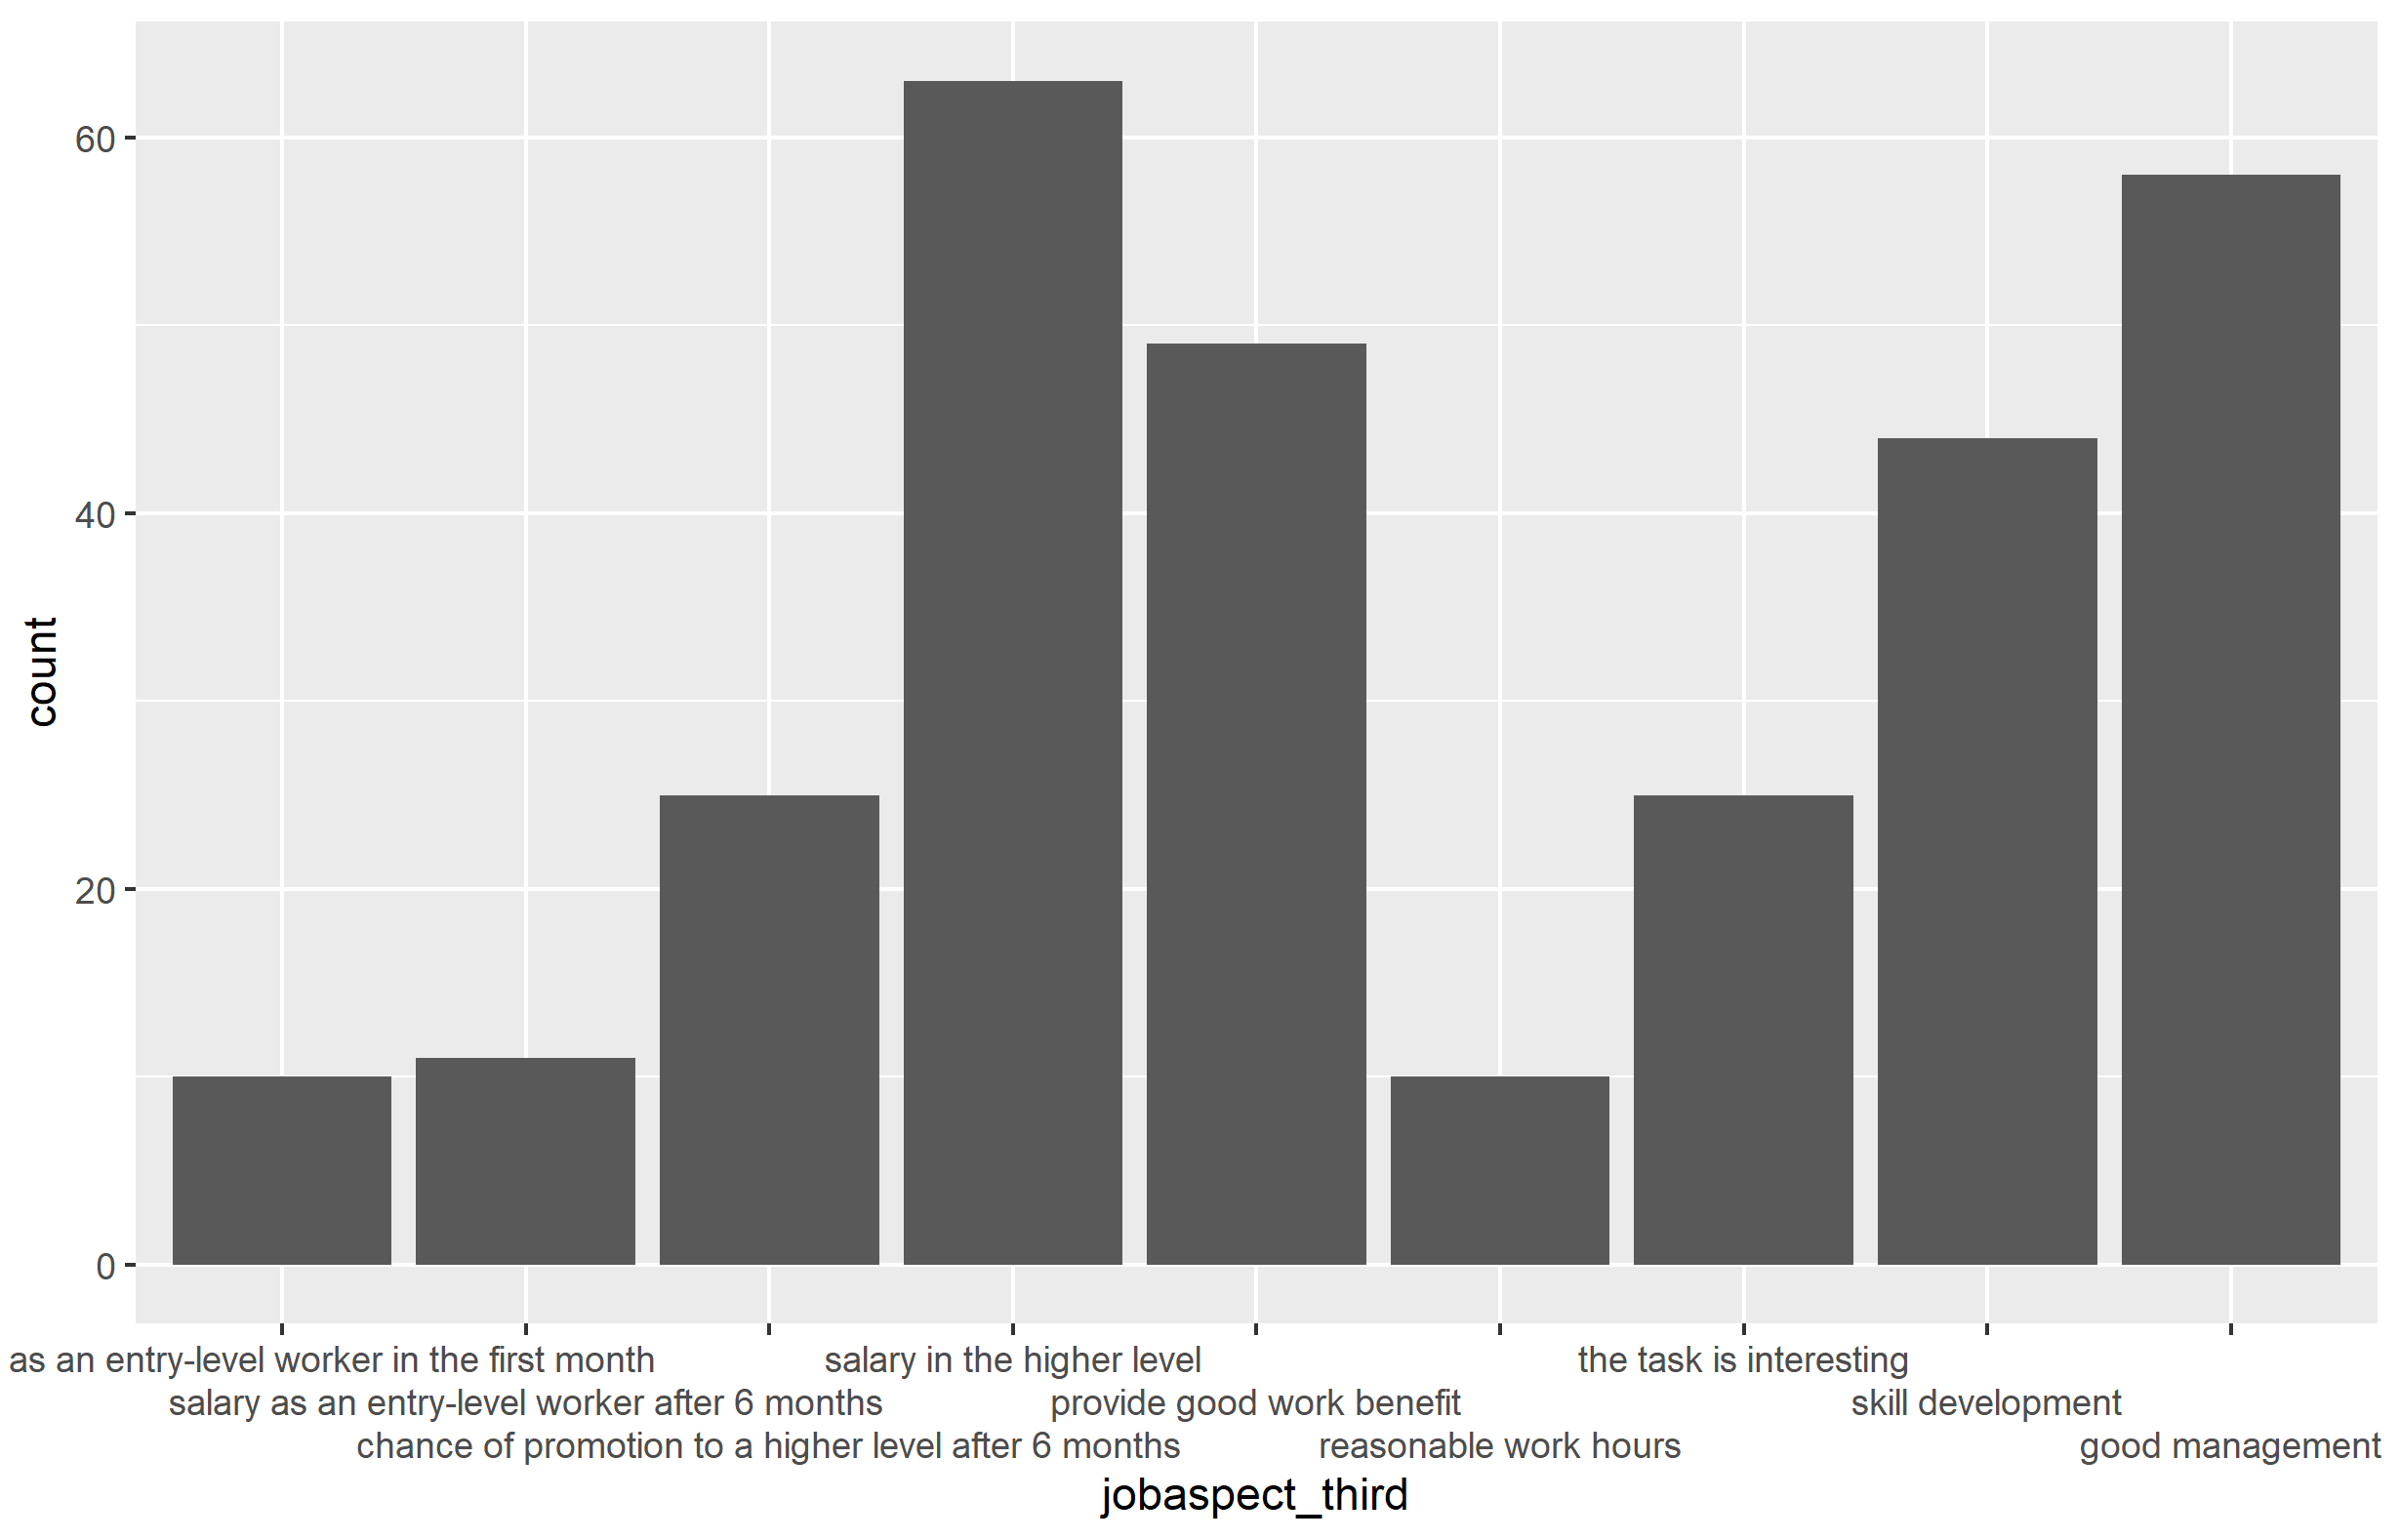 60
40
20
0
count
as an entry-level worker in the first month
salary in the higher level
the task is interesting
salary as an entry-level worker after 6 months
provide good work benefit
skill development
chance of promotion to a higher level after 6 months
reasonable work hours
good management
jobaspect_third